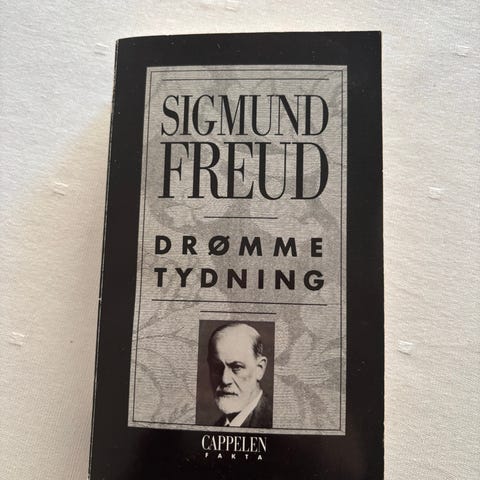 SIGMUND
FREUD
DRØMME
TYDNING
CAPPELEN
FAKTA